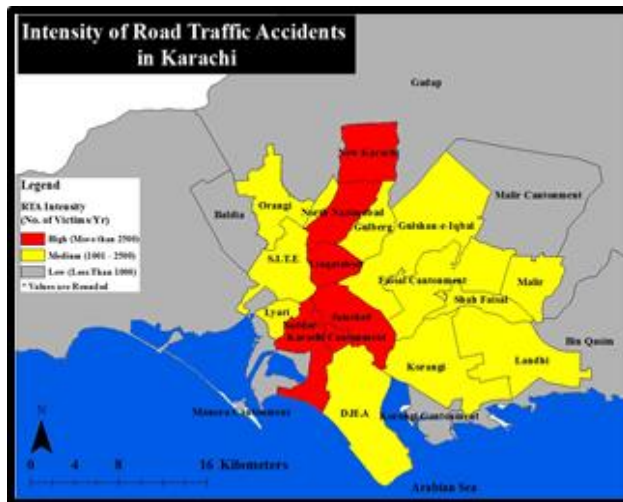 Intensity of Road Traffic Accidents
in Karachi
Gadap
New Karachi
Malir Cantonment
Legend
RTA Intensity
(No. of Victims/Yr)
High (More than 2500)
Medium (1001 - 2500)
Low (Less Than 1000)
* Values are Rounded
Baldia
Orangi
North Nazimabad
Gulberg
Gulshan-e-Iqbal
S.I.T.E
Liaquatabad
Faisal Cantonment
Malir
Shah Faisal
Lyari
Saddar
Jamshed
Karachi Cantonment
Bin Qasim
Korangi
Landhi
Manora Cantonment
D.H.A
Korangi Cantonment
N
0 4 8 16 Kilometers
Arabian Sea